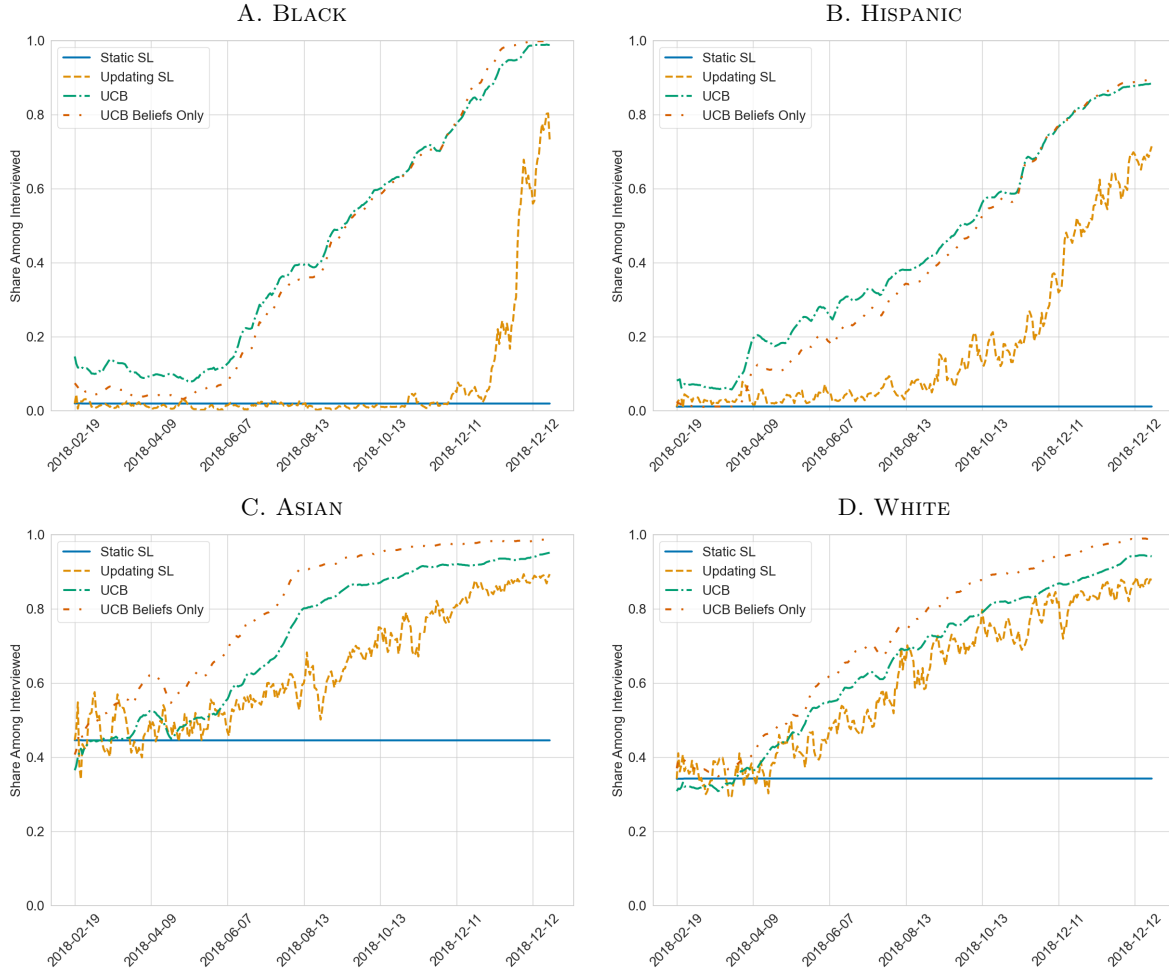 A. Black
B. Hispanic
Static SL
Updating SL
UCB
UCB Beliefs Only
Share Among Interviewed
1.0
0.8
0.6
0.4
0.2
0.0
2018-02-19
2018-04-09
2018-06-07
2018-08-13
2018-10-13
2018-12-11
2018-12-12
Static SL
Updating SL
UCB
UCB Beliefs Only
Share Among Interviewed
1.0
0.8
0.6
0.4
0.2
0.0
2018-02-19
2018-04-09
2018-06-07
2018-08-13
2018-10-13
2018-12-11
2018-12-12
C. Asian
D. White
Static SL
Updating SL
UCB
UCB Beliefs Only
Share Among Interviewed
1.0
0.8
0.6
0.4
0.2
0.0
2018-02-19
2018-04-09
2018-06-07
2018-08-13
2018-10-13
2018-12-11
2018-12-12
Static SL
Updating SL
UCB
UCB Beliefs Only
Share Among Interviewed
1.0
0.8
0.6
0.4
0.2
0.0
2018-02-19
2018-04-09
2018-06-07
2018-08-13
2018-10-13
2018-12-11
2018-12-12